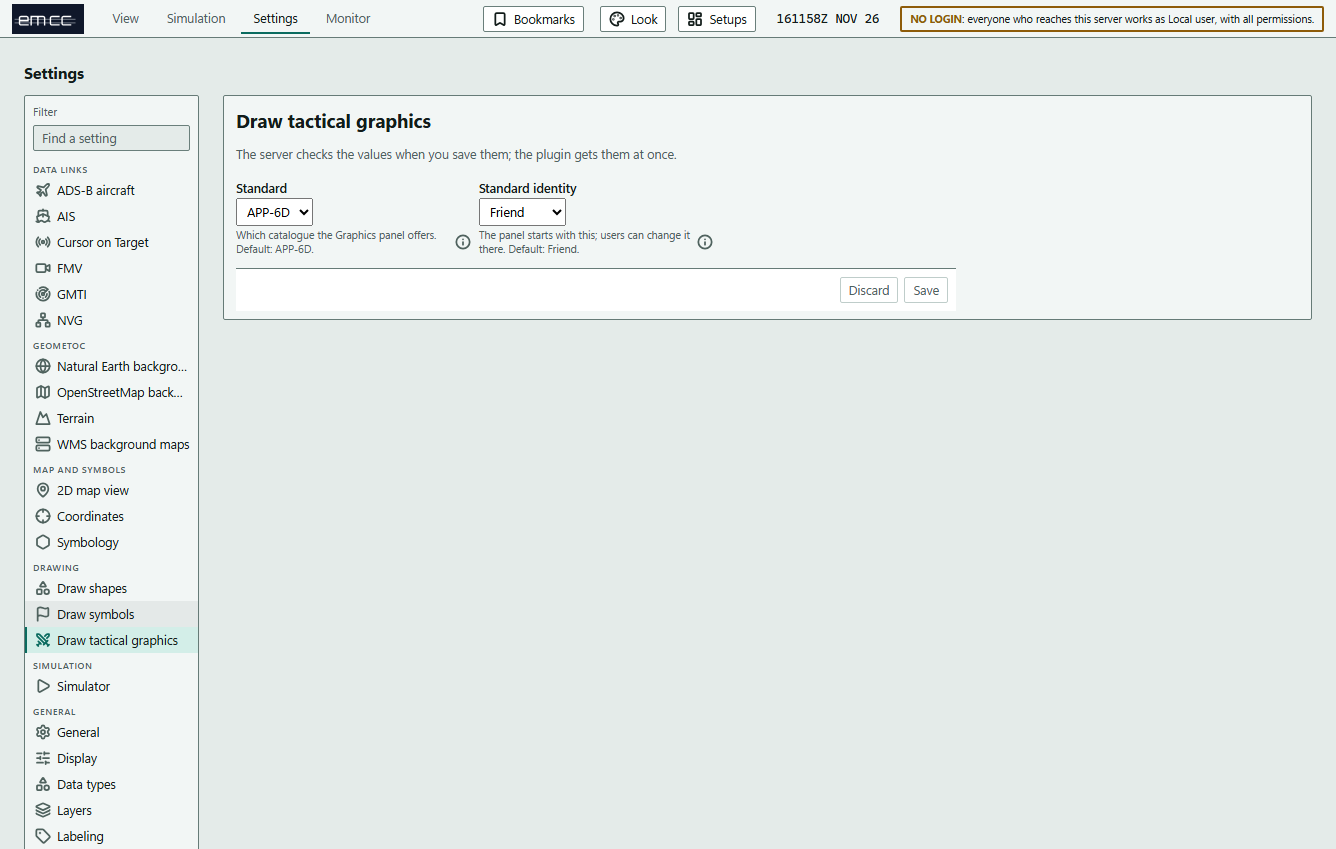 emcc
View
Simulation
Settings
Monitor
Bookmarks
Look
Setups
161158Z NOV 26
NO LOGIN: everyone who reaches this server works as Local user, with all permissions.
Settings
Filter
Find a setting
DATA LINKS
ADS-B aircraft
AIS
Cursor on Target
FMV
GMTI
NVG
GEOMETOC
Natural Earth backgro...
OpenStreetMap back...
Terrain
WMS background maps
MAP AND SYMBOLS
2D map view
Coordinates
Symbology
DRAWING
Draw shapes
Draw symbols
Draw tactical graphics
SIMULATION
Simulator
GENERAL
General
Display
Data types
Layers
Labeling
Draw tactical graphics
The server checks the values when you save them; the plugin gets them at once.
Standard
APP-6D
Which catalogue the Graphics panel offers.
Default: APP-6D.
Standard identity
Friend
The panel starts with this; users can change it
there. Default: Friend.
Discard
Save